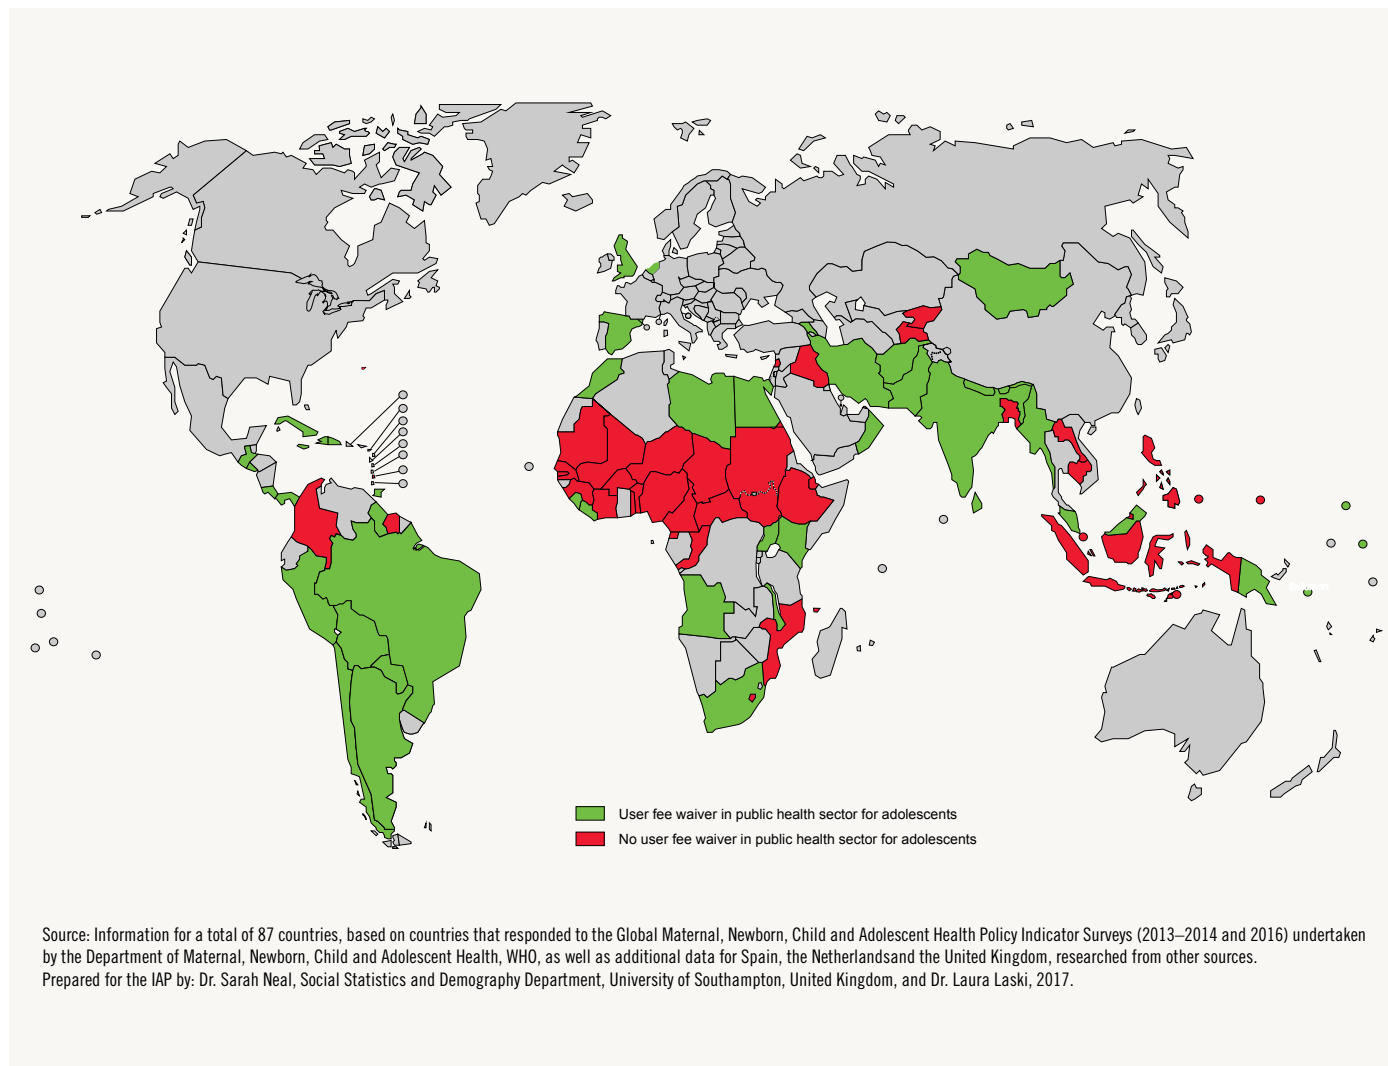 User fee waiver in public health sector for adolescents
No user fee waiver in public health sector for adolescents
Source: Information for a total of 87 countries, based on countries that responded to the Global Maternal, Newborn, Child and Adolescent Health Policy Indicator Surveys (2013–2014 and 2016) undertaken
by the Department of Maternal, Newborn, Child and Adolescent Health, WHO, as well as additional data for Spain, the Netherlandsand the United Kingdom, researched from other sources.
Prepared for the IAP by: Dr. Sarah Neal, Social Statistics and Demography Department, University of Southampton, United Kingdom, and Dr. Laura Laski, 2017.